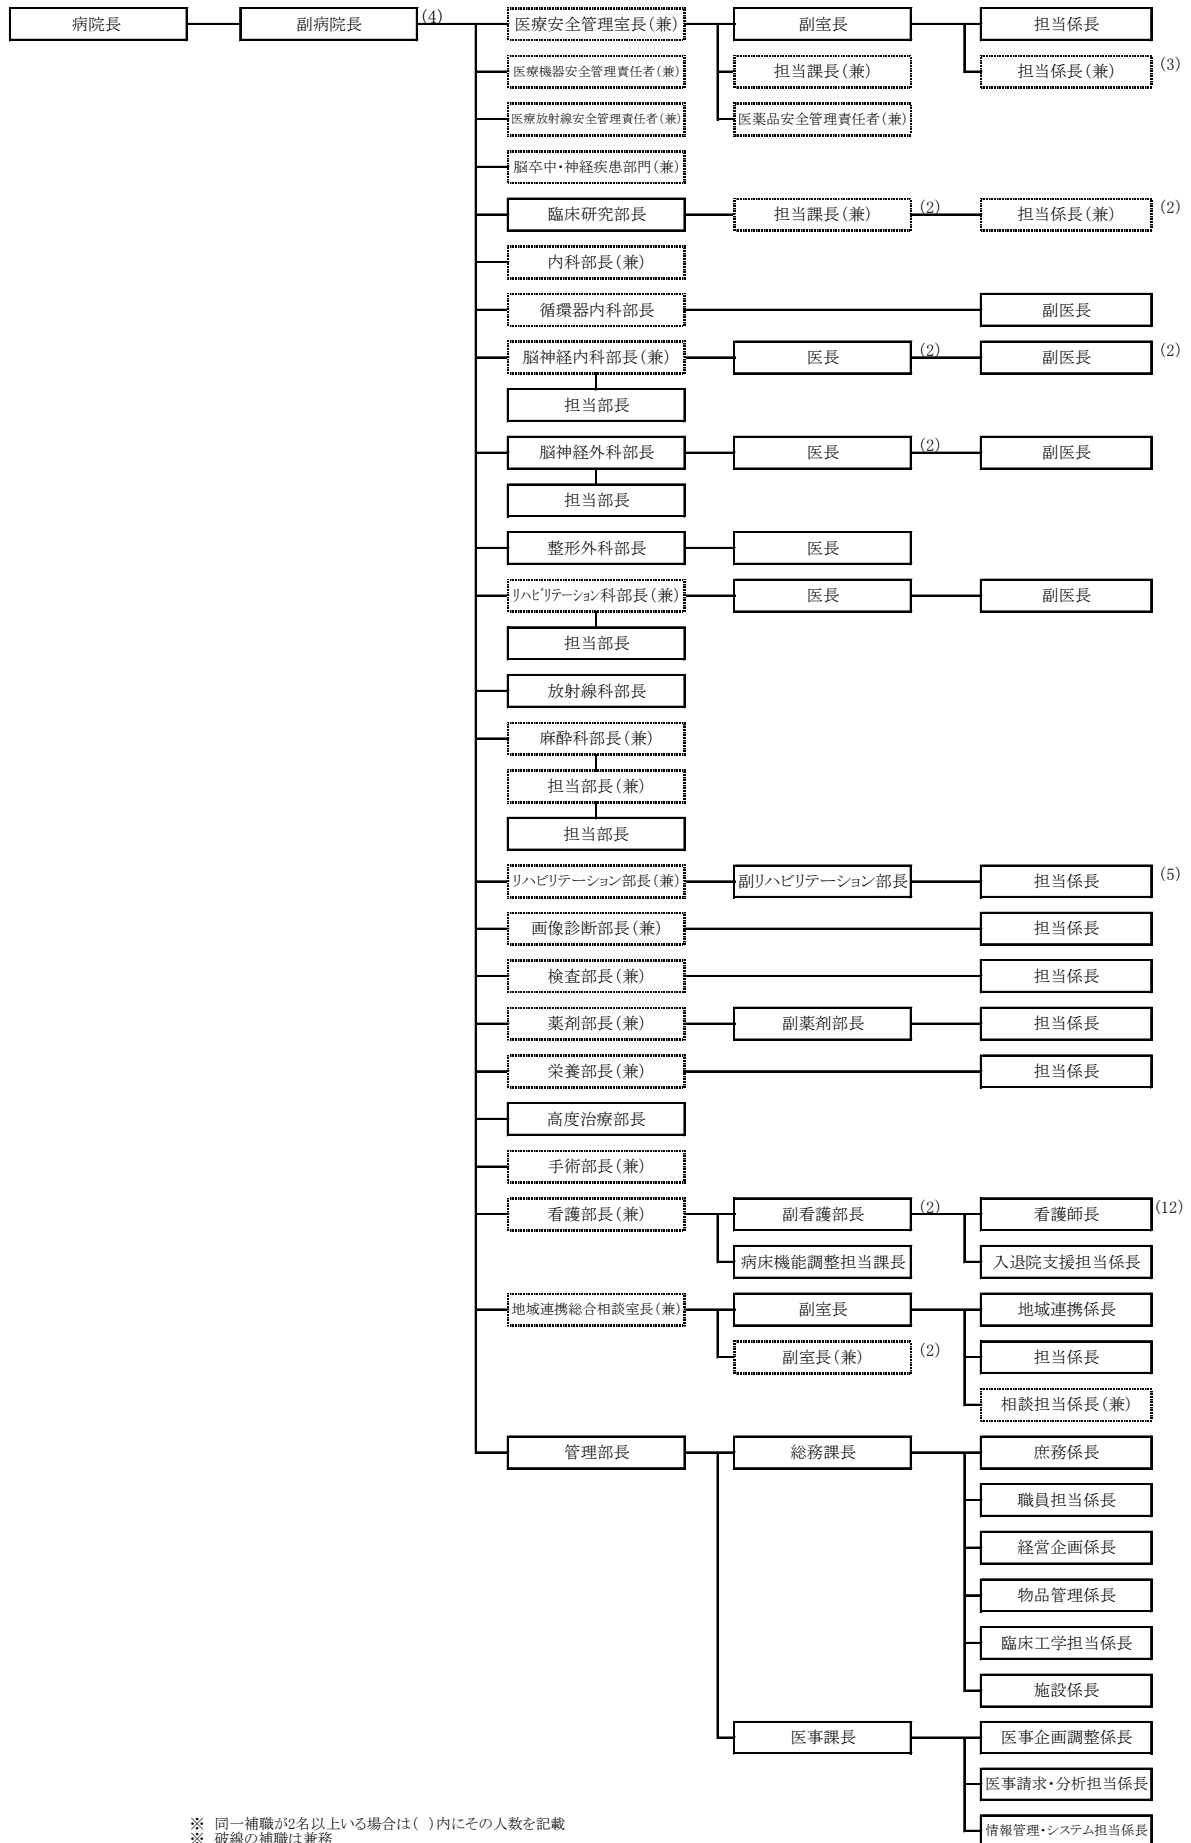 病院長 副病院長 (4) 医療安全管理室長(兼) 副室長 担当係長
医療機器安全管理責任者(兼) 担当課長(兼) 担当係長(兼) (3)
医療放射線安全管理責任者(兼) 医薬品安全管理責任者(兼)
脳卒中・神経疾患部門(兼)
臨床研究部長 担当課長(兼) (2) 担当係長(兼) (2)
内科部長(兼)
循環器内科部長 副医長
脳神経内科部長(兼) 医長 (2) 副医長 (2)
担当部長
脳神経外科部長 医長 (2) 副医長
担当部長
整形外科部長 医長
リハビリテーション科部長(兼) 医長 副医長
担当部長
放射線科部長
麻酔科部長(兼)
担当部長(兼)
担当部長
リハビリテーション部長(兼) 副リハビリテーション部長 担当係長 (5)
画像診断部長(兼) 担当係長
検査部長(兼) 担当係長
薬剤部長(兼) 副薬剤部長 担当係長
栄養部長(兼) 担当係長
高度治療部長
手術部長(兼)
看護部長(兼) 副看護部長 (2) 看護師長 (12)
病床機能調整担当課長 入退院支援担当係長
地域連携総合相談室長(兼) 副室長 地域連携係長
副室長(兼) (2) 担当係長
相談担当係長(兼)
管理部長 総務課長 庶務係長
職員担当係長
経営企画係長
物品管理係長
臨床工学担当係長
施設係長
医事課長 医事企画調整係長
医事請求・分析担当係長
情報管理・システム担当係長
※ 同一補職が2名以上いる場合は( )内にその人数を記載
※ 破線の補職は兼務